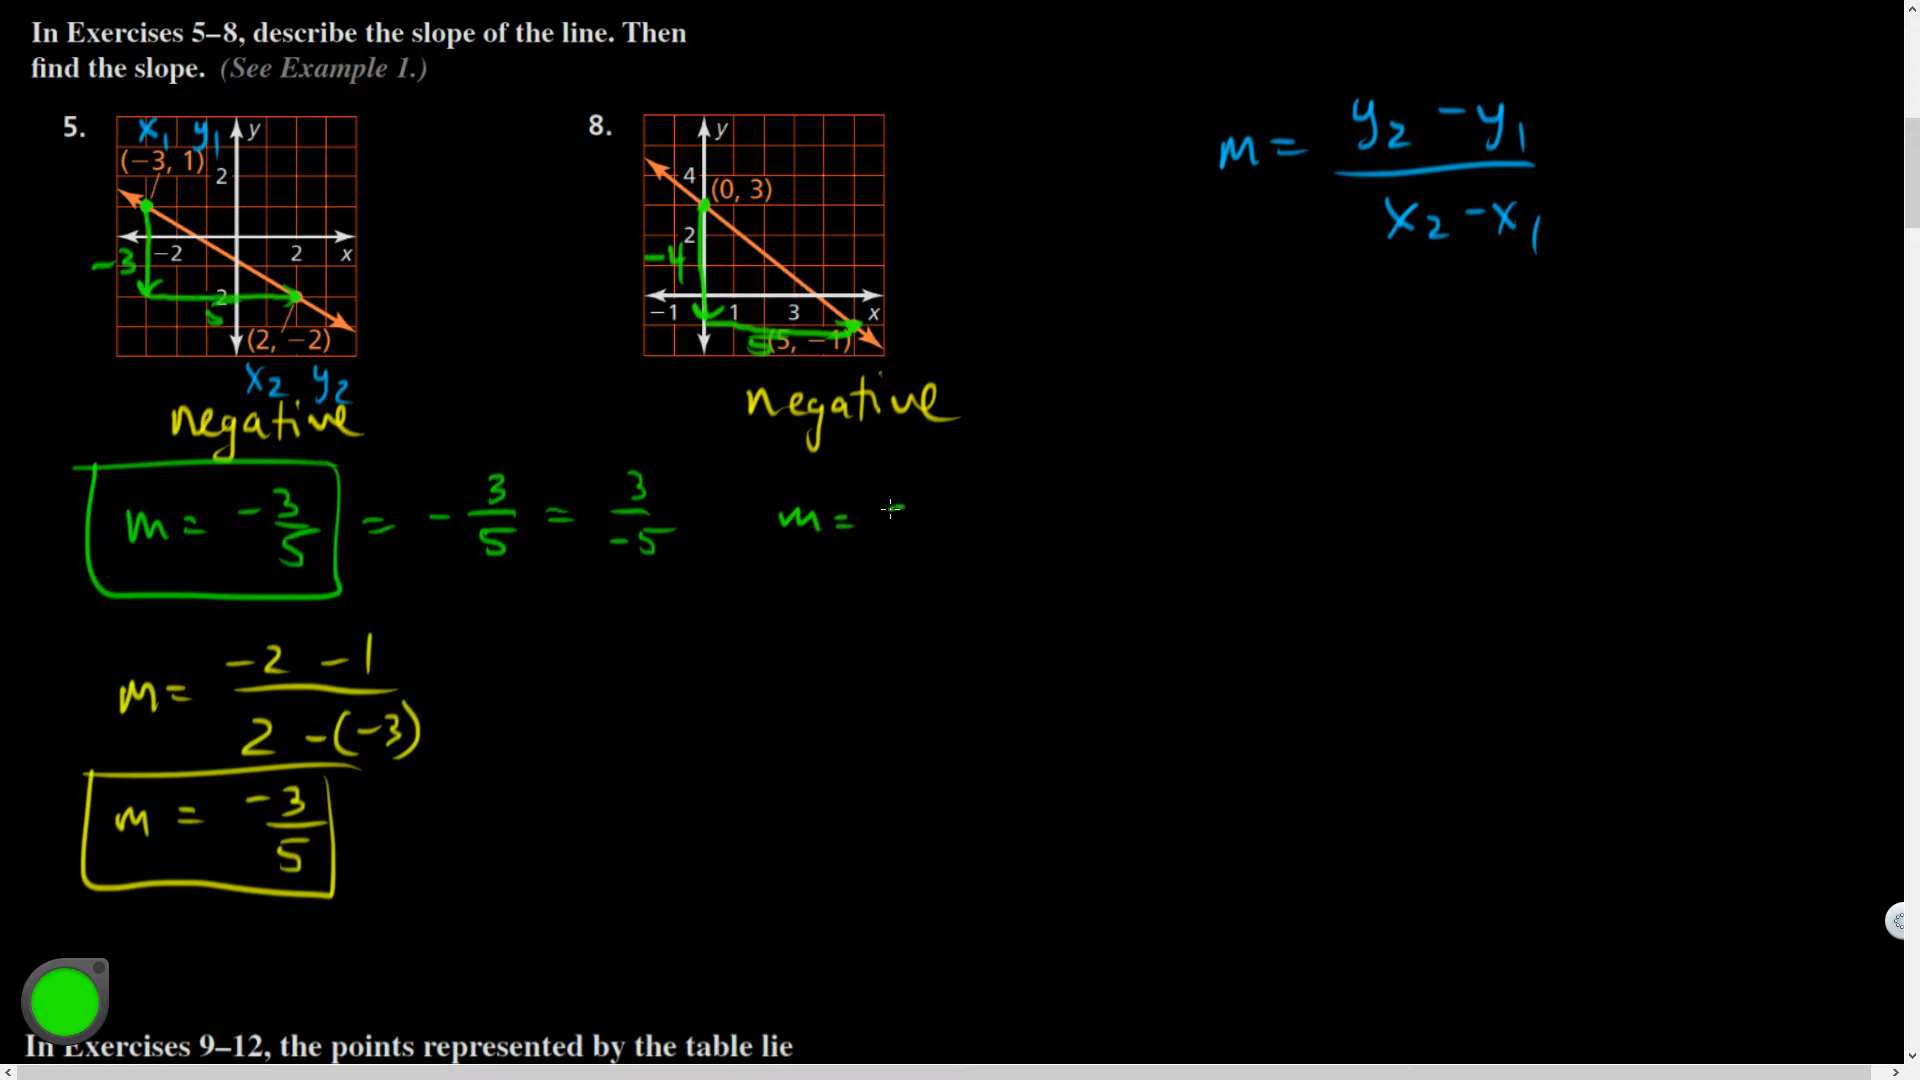 In Exercises 5–8, describe the slope of the line. Then
find the slope. (See Example 1.)
5.
x₁ y₁
(−3, 1)
y
2
−2
2
x
−3
2
5
(2, −2)
x₂ y₂
negative
8.
y
4
(0, 3)
2
−4
−1
1
3
x
5
(5, −1)
negative
m = y₂ − y₁
x₂ − x₁
m = -3/5 = - 3/5 = 3/-5
m = -
m = -2 - 1
2 - (-3)
m = -3/5
In Exercises 9–12, the points represented by the table lie